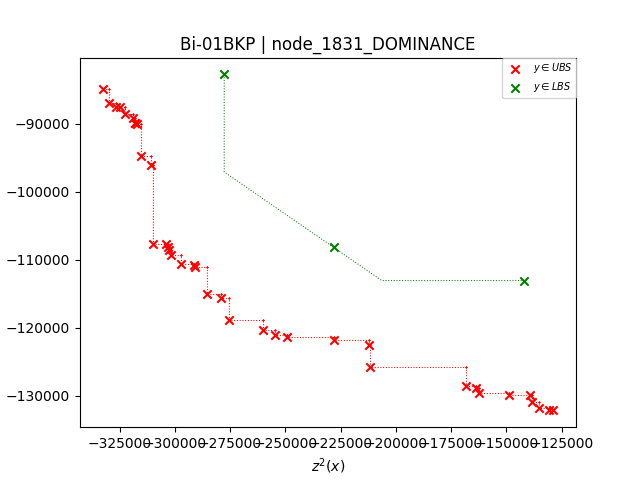 Bi-01BKP | node_1831_DOMINANCE
y ∈ UBS
y ∈ LBS
−90000
−100000
−110000
−120000
−130000
−325000 −300000 −275000 −250000 −225000 −200000 −175000 −150000 −125000
z²(x)